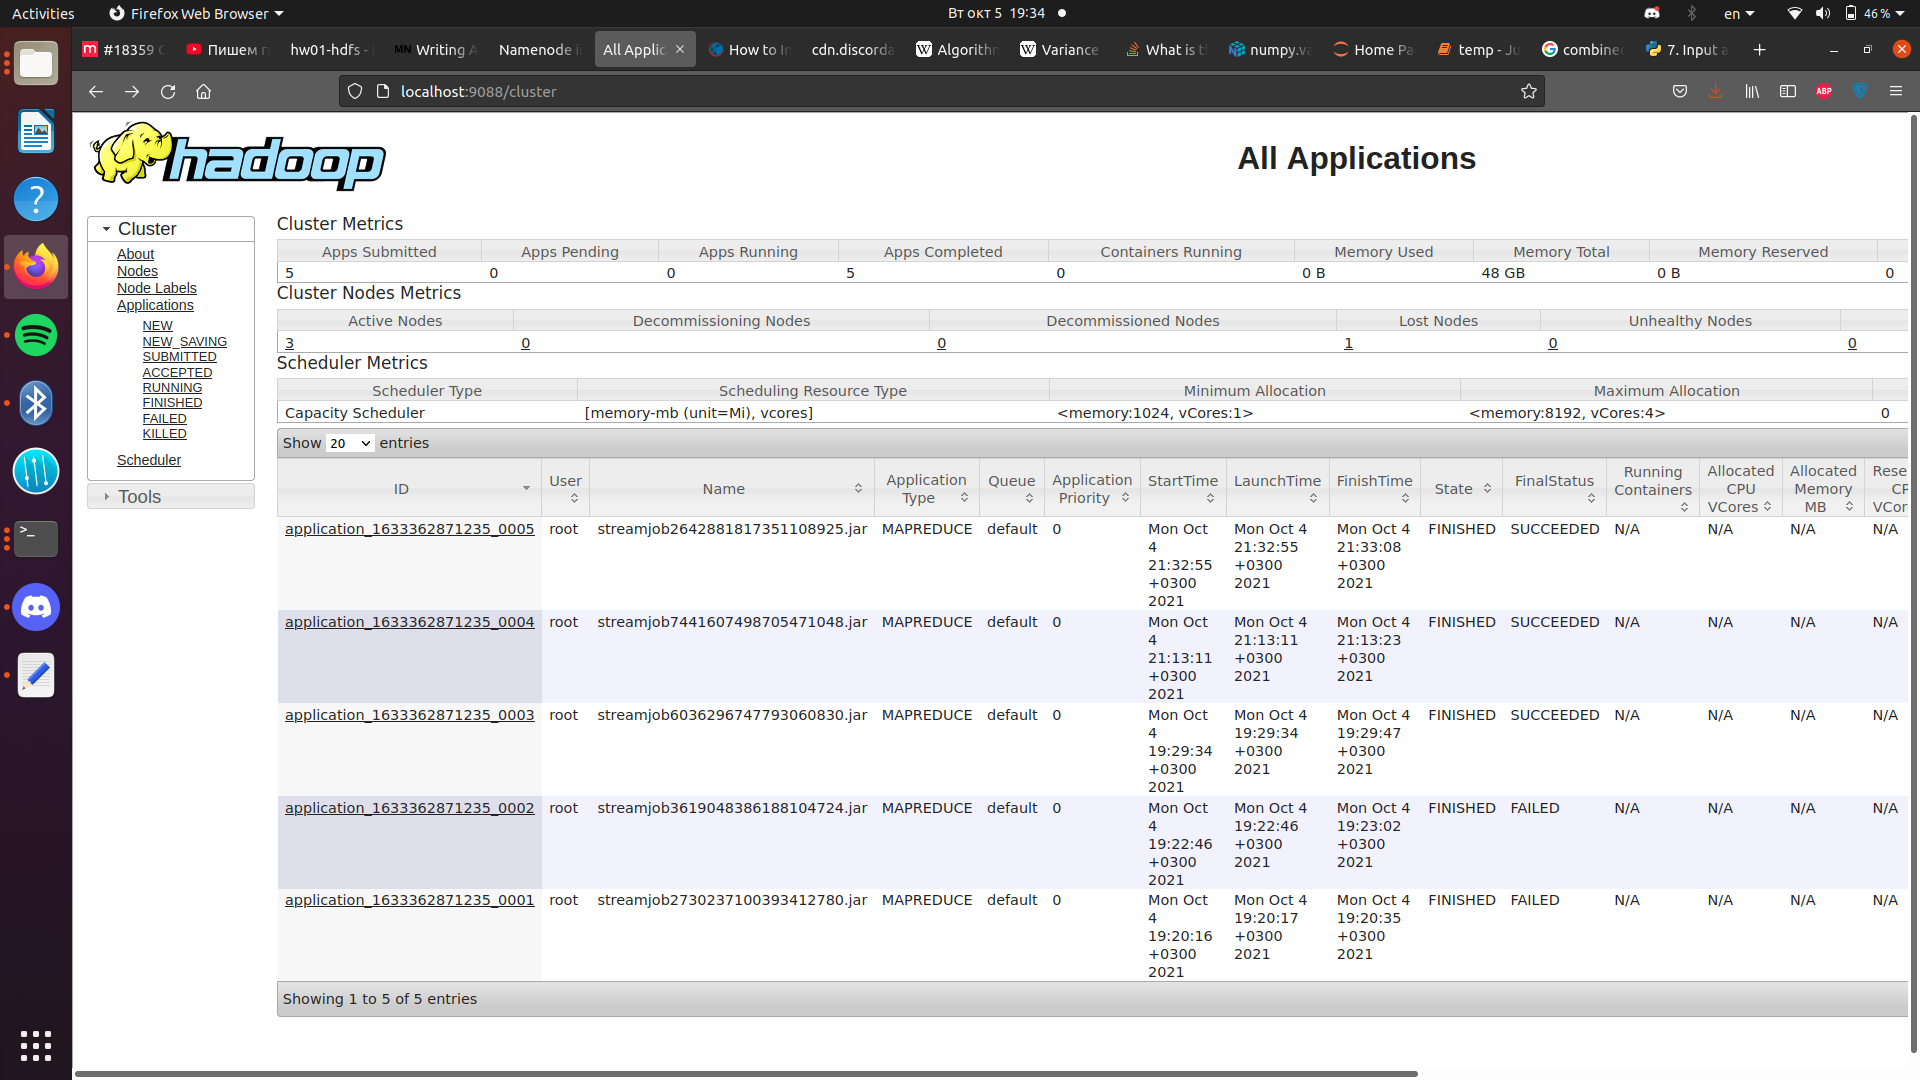 Activities Firefox Web Browser Вт окт 5 19:34 en 46 %
#18359 Пишем hw01-hdfs - MN Writing A Namenode i All Applic × How to In cdn.discorda Algorithm Variance What is t numpy.va Home Pa temp - Ju combine 7. Input a
localhost:9088/cluster ABP
hadoop
All Applications
Cluster
About
Nodes
Node Labels
Applications
NEW
NEW_SAVING
SUBMITTED
ACCEPTED
RUNNING
FINISHED
FAILED
KILLED
Scheduler
Tools
Cluster Metrics
Apps Submitted Apps Pending Apps Running Apps Completed Containers Running Memory Used Memory Total Memory Reserved
5 0 0 5 0 0 B 48 GB 0 B 0
Cluster Nodes Metrics
Active Nodes Decommissioning Nodes Decommissioned Nodes Lost Nodes Unhealthy Nodes
3 0 0 1 0 0
Scheduler Metrics
Scheduler Type Scheduling Resource Type Minimum Allocation Maximum Allocation
Capacity Scheduler [memory-mb (unit=Mi), vcores] <memory:1024, vCores:1> <memory:8192, vCores:4> 0
Show 20 entries
ID User Name Application Type Queue Application Priority StartTime LaunchTime FinishTime State FinalStatus Running Containers Allocated CPU VCores Allocated Memory MB Rese CP VCor
application_1633362871235_0005 root streamjob2642881817351108925.jar MAPREDUCE default 0 Mon Oct 4 21:32:55 +0300 2021 Mon Oct 4 21:32:55 +0300 2021 Mon Oct 4 21:33:08 +0300 2021 FINISHED SUCCEEDED N/A N/A N/A N/A
application_1633362871235_0004 root streamjob7441607498705471048.jar MAPREDUCE default 0 Mon Oct 4 21:13:11 +0300 2021 Mon Oct 4 21:13:11 +0300 2021 Mon Oct 4 21:13:23 +0300 2021 FINISHED SUCCEEDED N/A N/A N/A N/A
application_1633362871235_0003 root streamjob6036296747793060830.jar MAPREDUCE default 0 Mon Oct 4 19:29:34 +0300 2021 Mon Oct 4 19:29:34 +0300 2021 Mon Oct 4 19:29:47 +0300 2021 FINISHED SUCCEEDED N/A N/A N/A N/A
application_1633362871235_0002 root streamjob3619048386188104724.jar MAPREDUCE default 0 Mon Oct 4 19:22:46 +0300 2021 Mon Oct 4 19:22:46 +0300 2021 Mon Oct 4 19:23:02 +0300 2021 FINISHED FAILED N/A N/A N/A N/A
application_1633362871235_0001 root streamjob2730237100393412780.jar MAPREDUCE default 0 Mon Oct 4 19:20:16 +0300 2021 Mon Oct 4 19:20:17 +0300 2021 Mon Oct 4 19:20:35 +0300 2021 FINISHED FAILED N/A N/A N/A N/A
Showing 1 to 5 of 5 entries